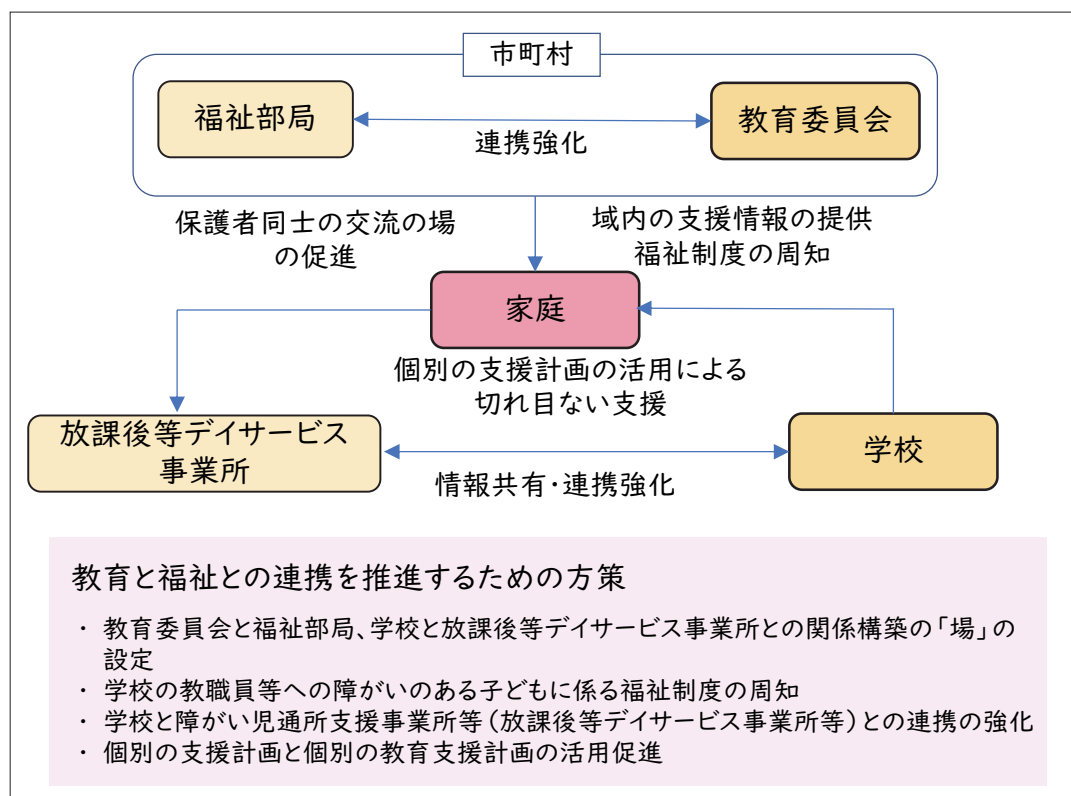 市町村
福祉部局
教育委員会
連携強化
保護者同士の交流の場
の促進
域内の支援情報の提供
福祉制度の周知
家庭
個別の支援計画の活用による
切れ目ない支援
放課後等デイサービス
事業所
学校
情報共有・連携強化
教育と福祉との連携を推進するための方策
・ 教育委員会と福祉部局、学校と放課後等デイサービス事業所との関係構築の「場」の
設定
・ 学校の教職員等への障がいのある子どもに係る福祉制度の周知
・ 学校と障がい児通所支援事業所等（放課後等デイサービス事業所等）との連携の強化
・ 個別の支援計画と個別の教育支援計画の活用促進